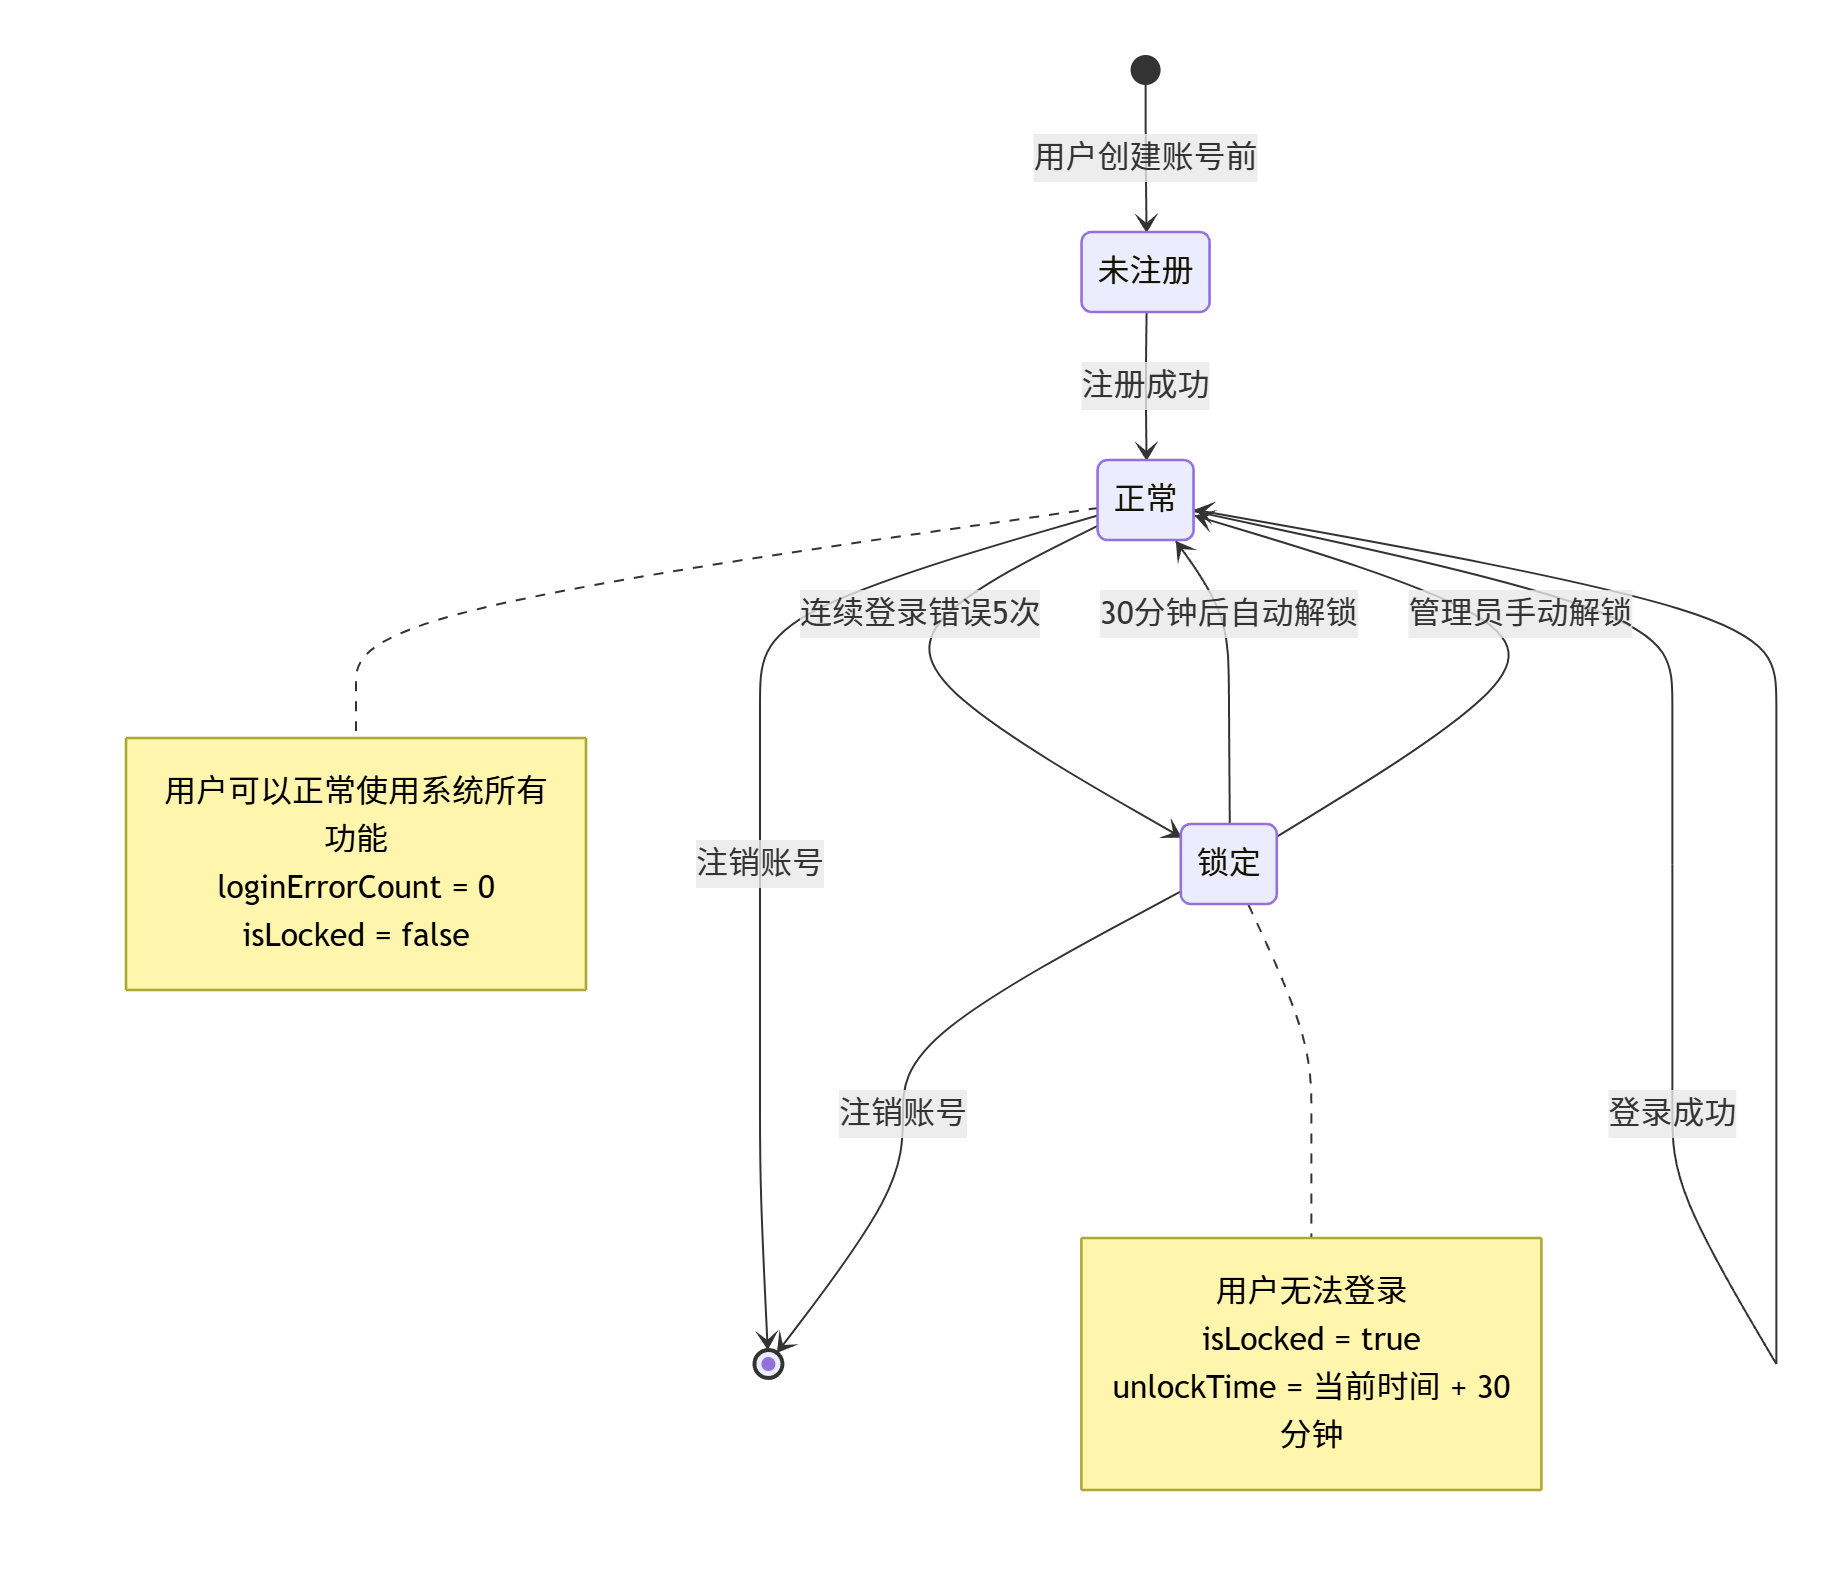 用户创建账号前
未注册
注册成功
正常
连续登录错误5次
30分钟后自动解锁
管理员手动解锁
用户可以正常使用系统所有
功能
loginErrorCount = 0
isLocked = false
注销账号
锁定
注销账号
登录成功
用户无法登录
isLocked = true
unlockTime = 当前时间 + 30
分钟